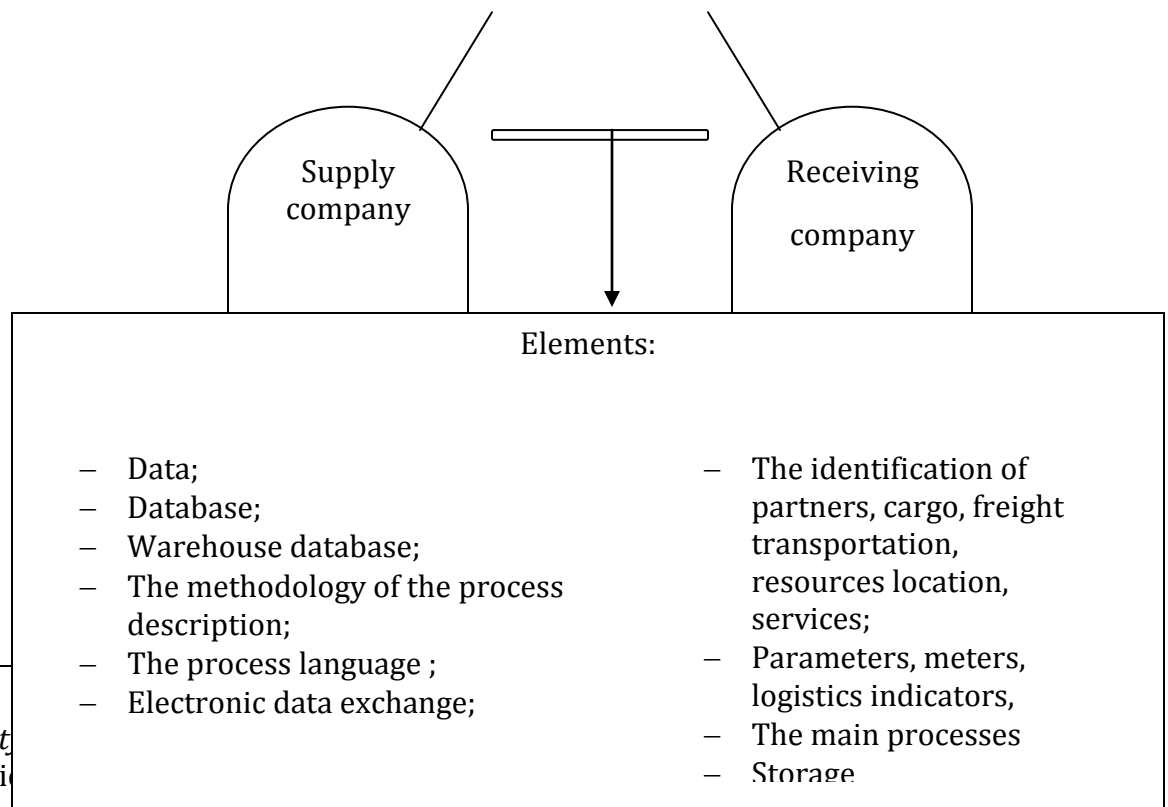 Supply
company
Receiving
company
Elements:
– Data;
– Database;
– Warehouse database;
– The methodology of the process
description;
– The process language ;
– Electronic data exchange;
– The identification of
partners, cargo, freight
transportation,
resources location,
services;
– Parameters, meters,
logistics indicators,
– The main processes
– Storage